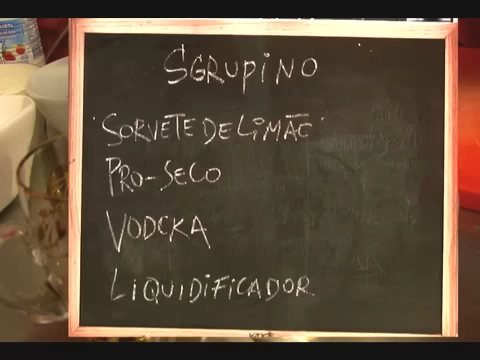 SGRUPINO
SORVETE DE LIMÃO
PRO-SECO
VODCKA
LIQUIDIFICADOR